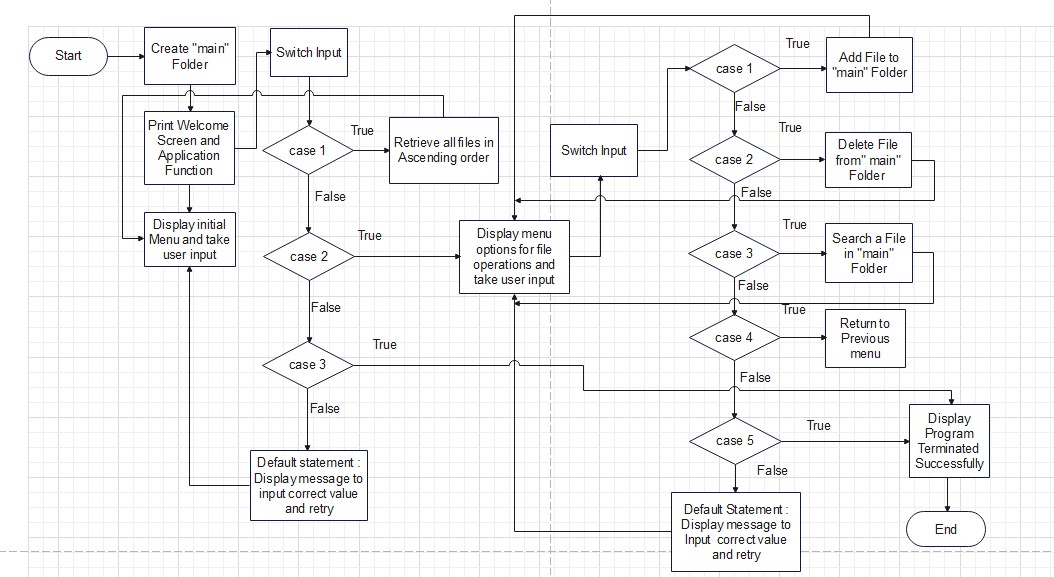 Start
Create "main"
Folder
Switch Input
Print Welcome
Screen and
Application
Function
Display initial
Menu and take
user input
case 1
True
Retrieve all files in
Ascending order
False
case 2
True
False
case 3
True
False
Default statement :
Display message to
input correct value
and retry
Display menu
options for file
operations and
take user input
Switch Input
case 1
True
Add File to
"main" Folder
False
case 2
True
Delete File
from" main"
Folder
False
case 3
True
Search a File
in "main"
Folder
False
case 4
True
Return to
Previous
menu
False
case 5
True
Display
Program
Terminated
Successfully
False
Default Statement :
Display message to
Input correct value
and retry
End